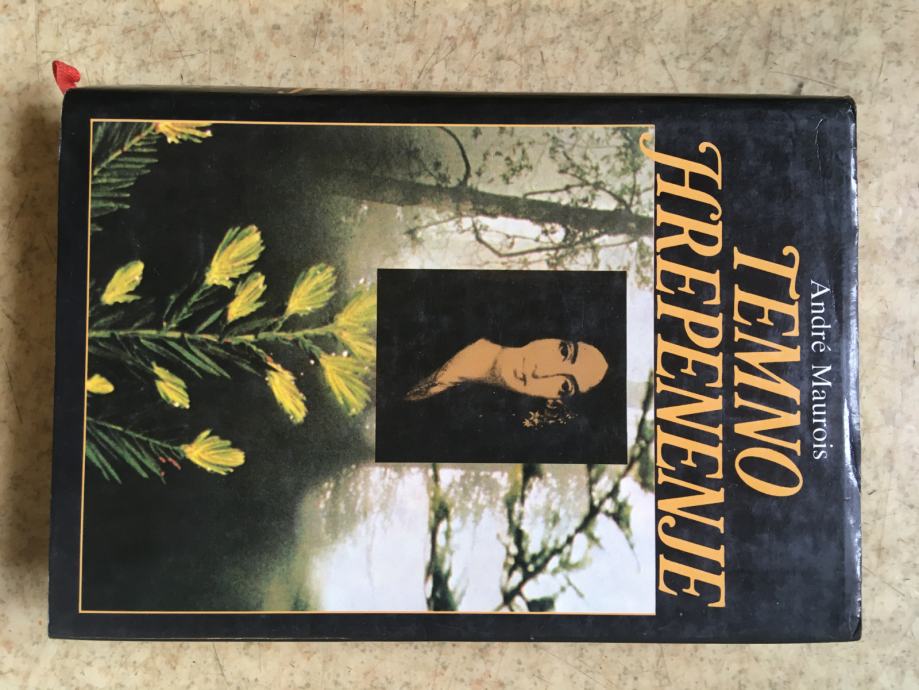 André Maurois
TEMNO
HREPENENJE